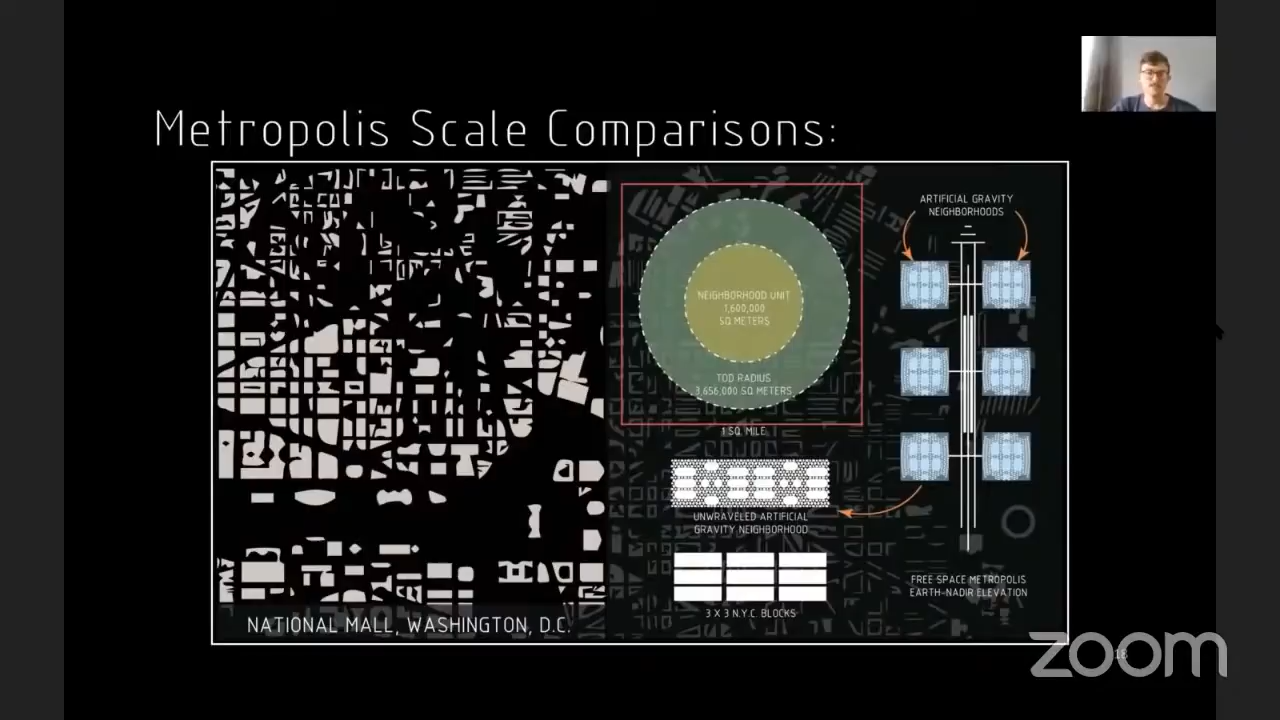 Metropolis Scale Comparisons:
ARTIFICIAL GRAVITY
NEIGHBORHOODS
NEIGHBORHOOD UNIT
1,600,000
SQ METERS
TOD RADIUS
3,656,000 SQ METERS
1 SQ. MILE
UNWRAVELED ARTIFICIAL
GRAVITY NEIGHBORHOOD
3 X 3 N.Y.C. BLOCKS
FREE SPACE METROPOLIS
EARTH-NADIR ELEVATION
NATIONAL MALL, WASHINGTON, D.C.
18
zoom